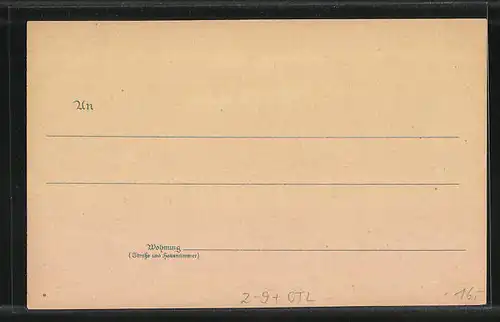 An
Wohnung
(Straße und Hausnummer)
2-9+ OTL
16,-